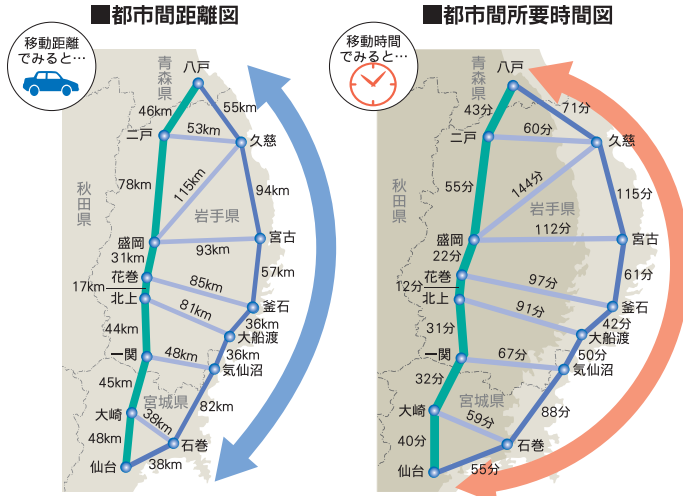 ■都市間距離図
移動距離
でみると…
青森県
秋田県
岩手県
宮城県
八戸
二戸
久慈
盛岡
宮古
花巻
北上
釜石
大船渡
一関
気仙沼
大崎
石巻
仙台
46km
55km
53km
78km
115km
94km
31km
93km
57km
17km
85km
81km
36km
44km
48km
36km
45km
82km
38km
48km
38km
■都市間所要時間図
移動時間
でみると…
青森県
秋田県
岩手県
宮城県
八戸
二戸
久慈
盛岡
宮古
花巻
北上
釜石
大船渡
一関
気仙沼
大崎
石巻
仙台
43分
71分
60分
55分
144分
115分
22分
112分
61分
12分
97分
91分
42分
31分
67分
50分
32分
88分
59分
40分
55分